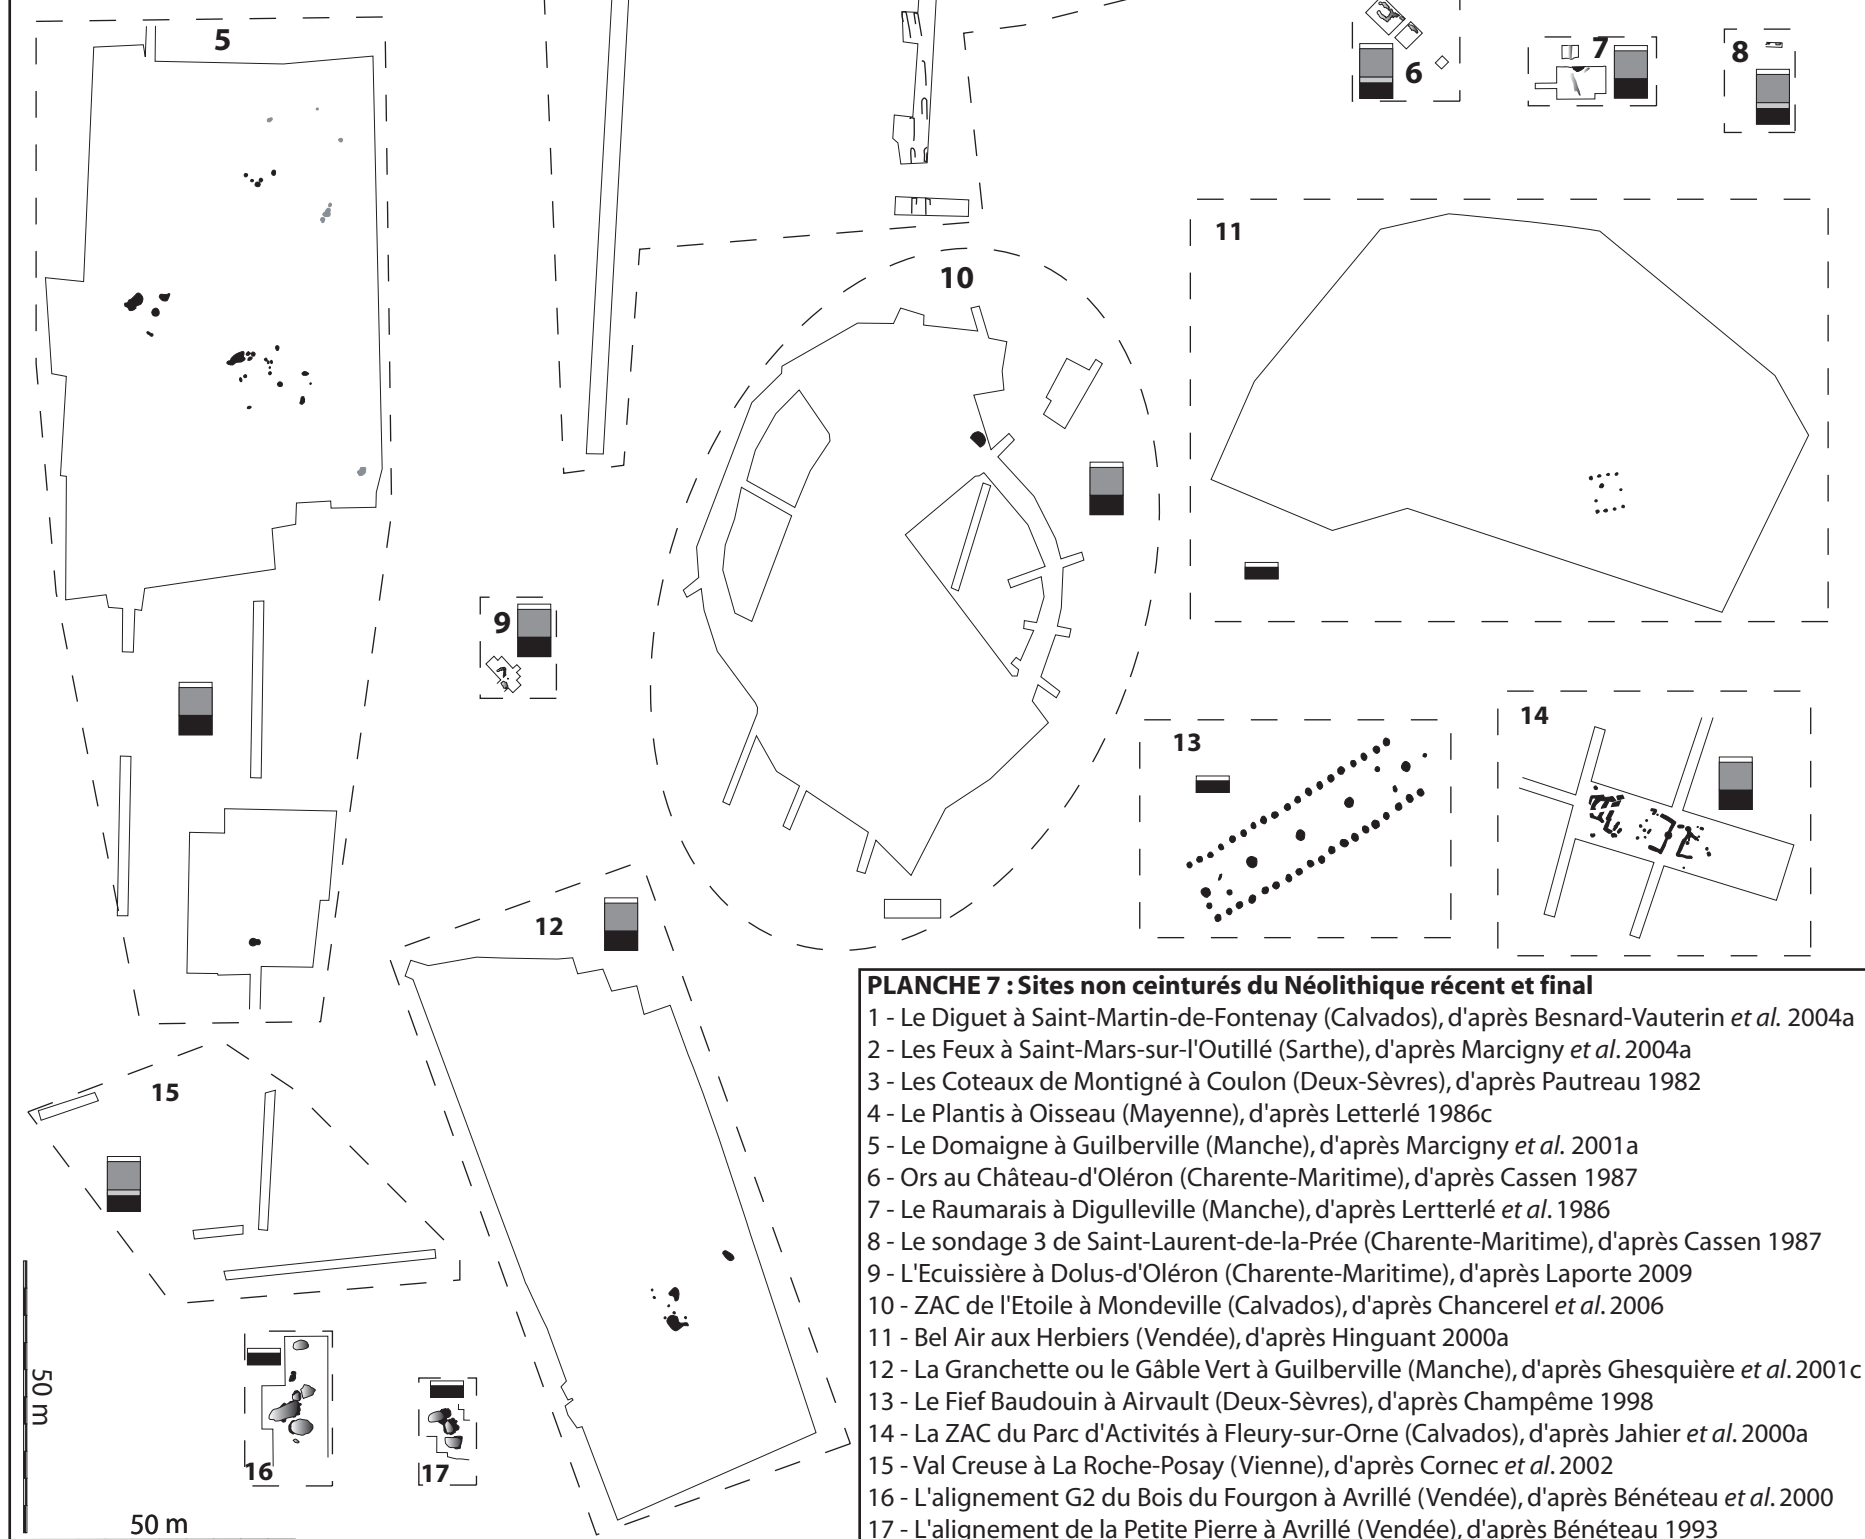 5
6
7
8
9
10
11
12
13
14
15
16
17
50 m
50 m
PLANCHE 7 : Sites non ceinturés du Néolithique récent et final
1 - Le Diguet à Saint-Martin-de-Fontenay (Calvados), d'après Besnard-Vauterin et al. 2004a
2 - Les Feux à Saint-Mars-sur-l'Outillé (Sarthe), d'après Marcigny et al. 2004a
3 - Les Coteaux de Montigné à Coulon (Deux-Sèvres), d'après Pautreau 1982
4 - Le Plantis à Oisseau (Mayenne), d'après Letterlé 1986c
5 - Le Domaigne à Guilberville (Manche), d'après Marcigny et al. 2001a
6 - Ors au Château-d'Oléron (Charente-Maritime), d'après Cassen 1987
7 - Le Raumarais à Digulleville (Manche), d'après Lertterlé et al. 1986
8 - Le sondage 3 de Saint-Laurent-de-la-Prée (Charente-Maritime), d'après Cassen 1987
9 - L'Ecuissière à Dolus-d'Oléron (Charente-Maritime), d'après Laporte 2009
10 - ZAC de l'Etoile à Mondeville (Calvados), d'après Chancerel et al. 2006
11 - Bel Air aux Herbiers (Vendée), d'après Hinguant 2000a
12 - La Granchette ou le Gâble Vert à Guilberville (Manche), d'après Ghesquière et al. 2001c
13 - Le Fief Baudouin à Airvault (Deux-Sèvres), d'après Champême 1998
14 - La ZAC du Parc d'Activités à Fleury-sur-Orne (Calvados), d'après Jahier et al. 2000a
15 - Val Creuse à La Roche-Posay (Vienne), d'après Cornec et al. 2002
16 - L'alignement G2 du Bois du Fourgon à Avrillé (Vendée), d'après Bénéteau et al. 2000
17 - L'alignement de la Petite Pierre à Avrillé (Vendée), d'après Bénéteau 1993